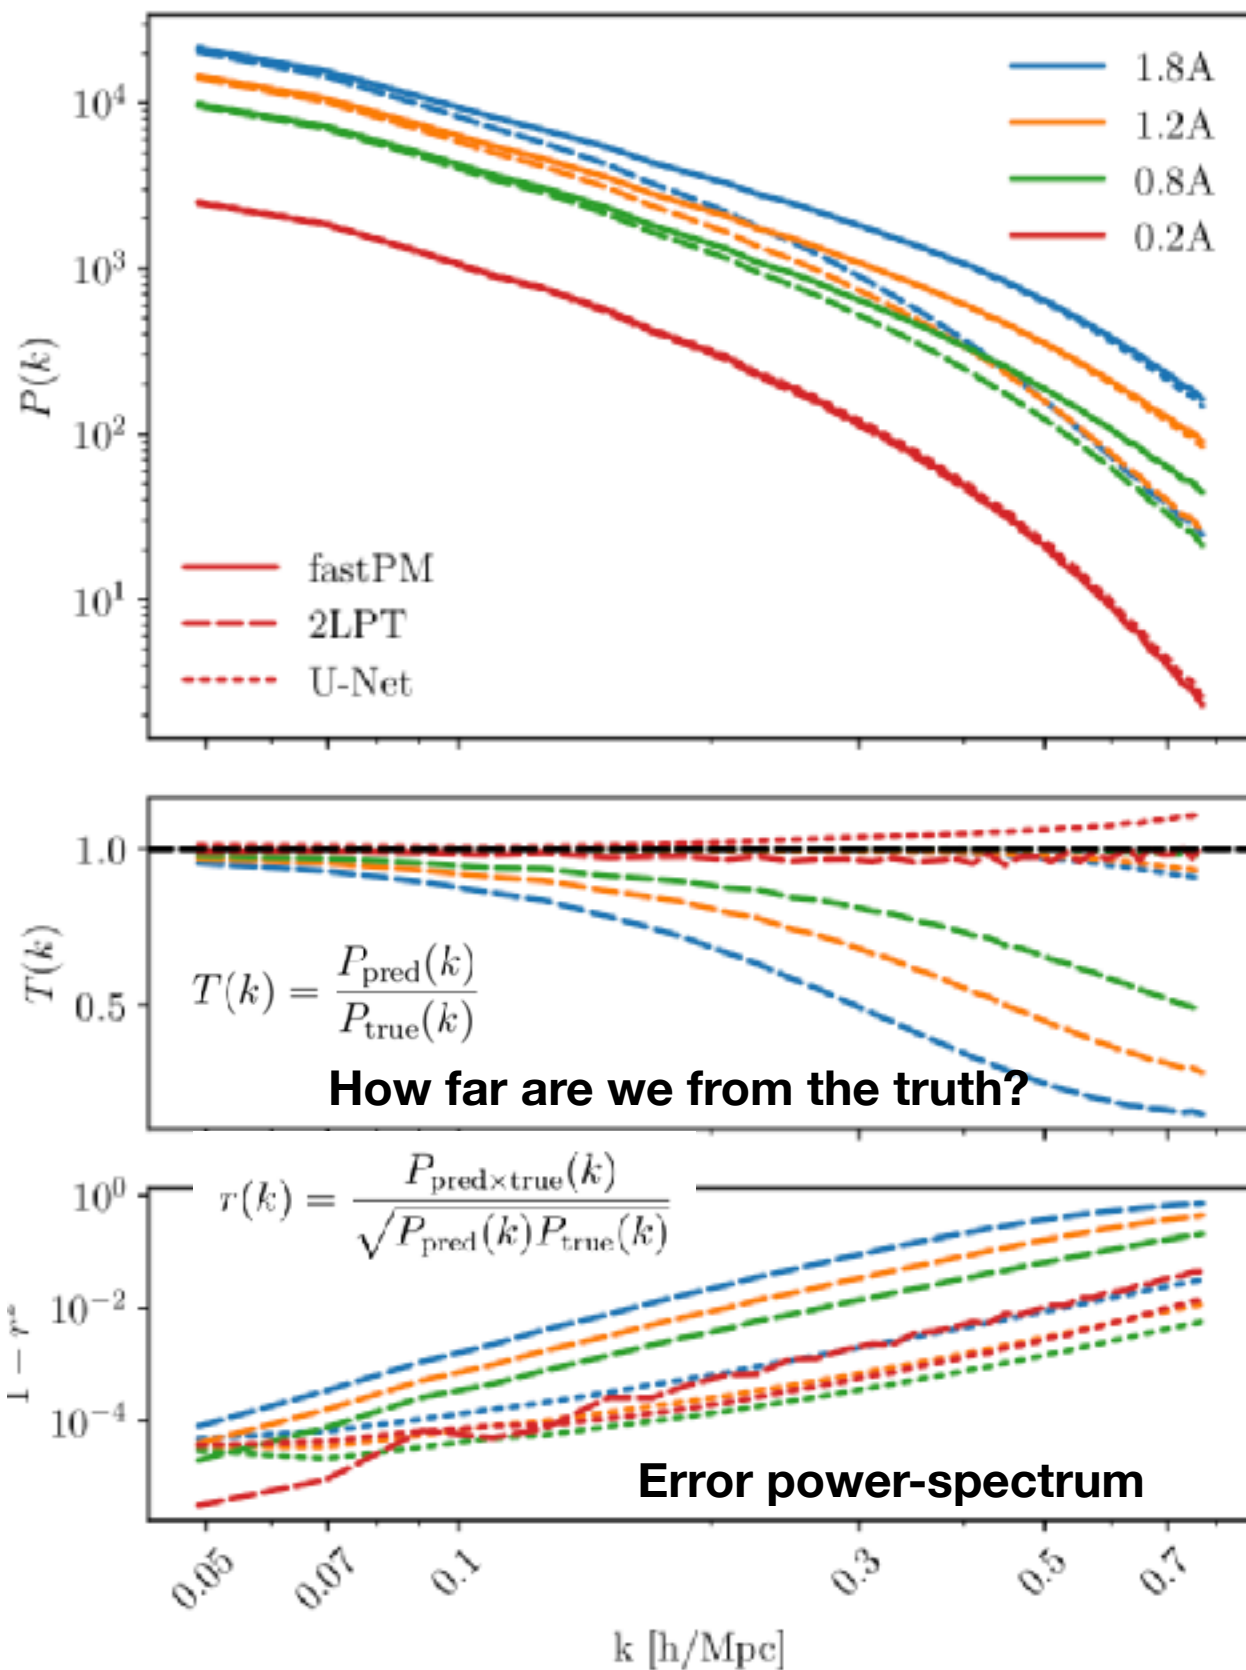 1.8A
1.2A
0.8A
0.2A
10^4
10^3
10^2
10^1
P(k)
fastPM
2LPT
U-Net
1.0
0.5
T(k)
T(k) = P_pred(k) / P_true(k)
How far are we from the truth?
r(k) = P_pred×true(k) / √P_pred(k)P_true(k)
10^0
10^-2
10^-4
Error power-spectrum
0.05 0.07 0.1 0.3 0.5 0.7
k [h/Mpc]